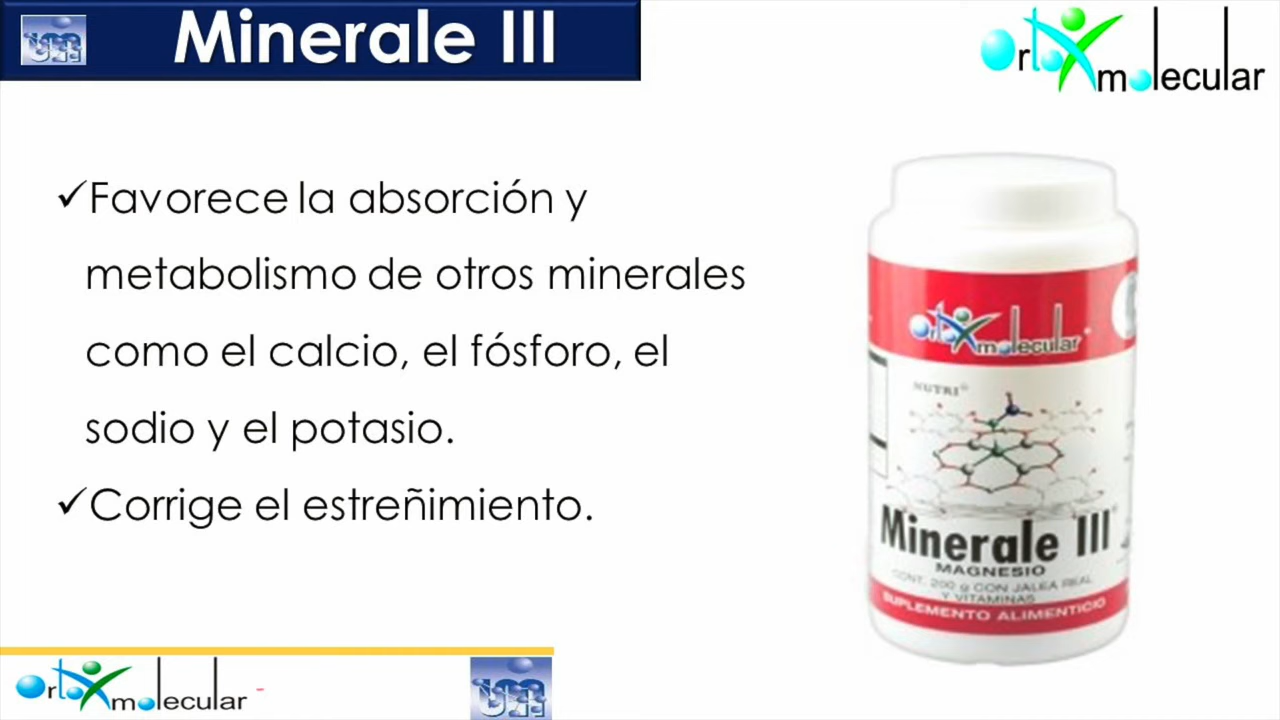 Minerale III
Ortomolecular
Favorece la absorción y
metabolismo de otros minerales
como el calcio, el fósforo, el
sodio y el potasio.
Corrige el estreñimiento.
Ortomolecular
NUTRI®
Minerale III
MAGNESIO
CONT. 200 g CON JALEA REAL
Y VITAMINAS
SUPLEMENTO ALIMENTICIO
Ortomolecular